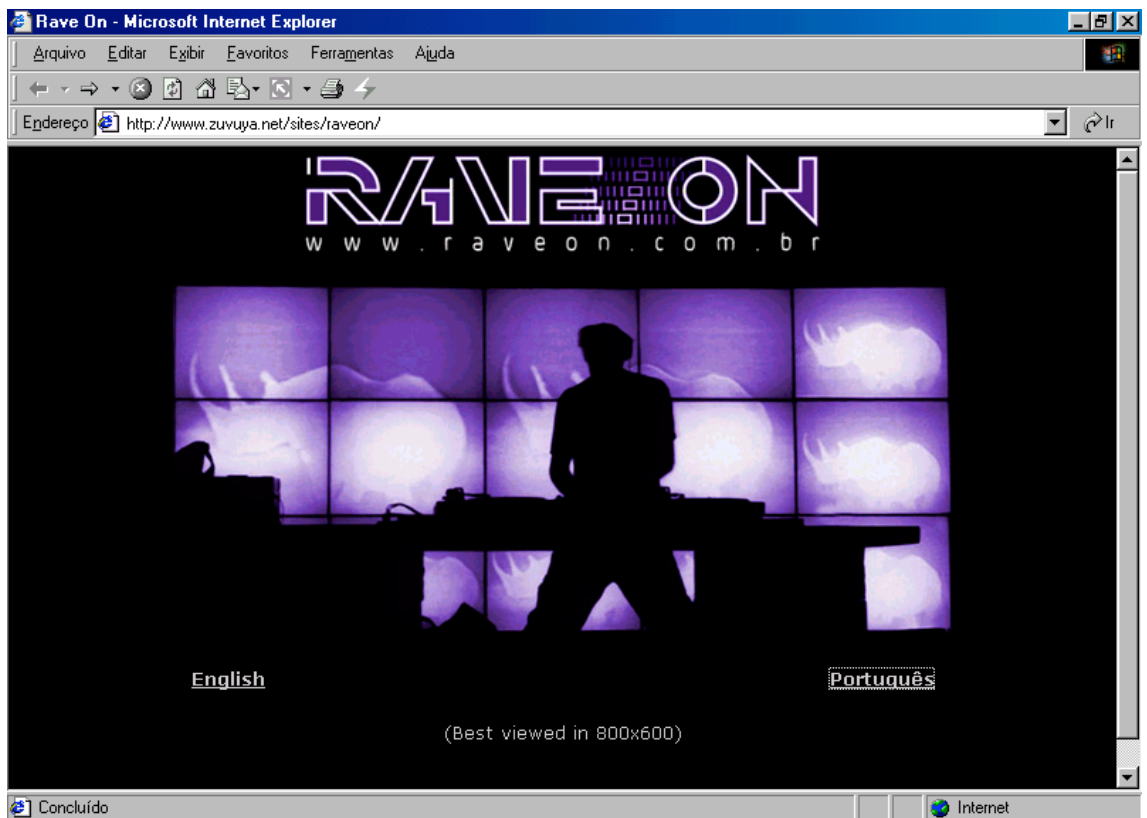 Rave On - Microsoft Internet Explorer
Arquivo Editar Exibir Favoritos Ferramentas Ajuda
Endereço http://www.zuvuya.net/sites/raveon/ Ir
RAVE ON
www.raveon.com.br
English Português
(Best viewed in 800x600)
Concluído Internet